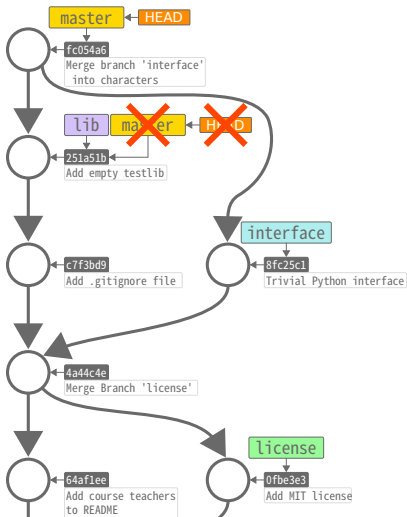 master HEAD
fc054a6
Merge branch 'interface'
into characters
lib master HEAD
251a51b
Add empty testlib
interface
c7f3bd9 8fc25c1
Add .gitignore file Trivial Python interface
4a44c4e
Merge Branch 'license'
license
64af1ee 0fbe3e3
Add course teachers Add MIT license
to README